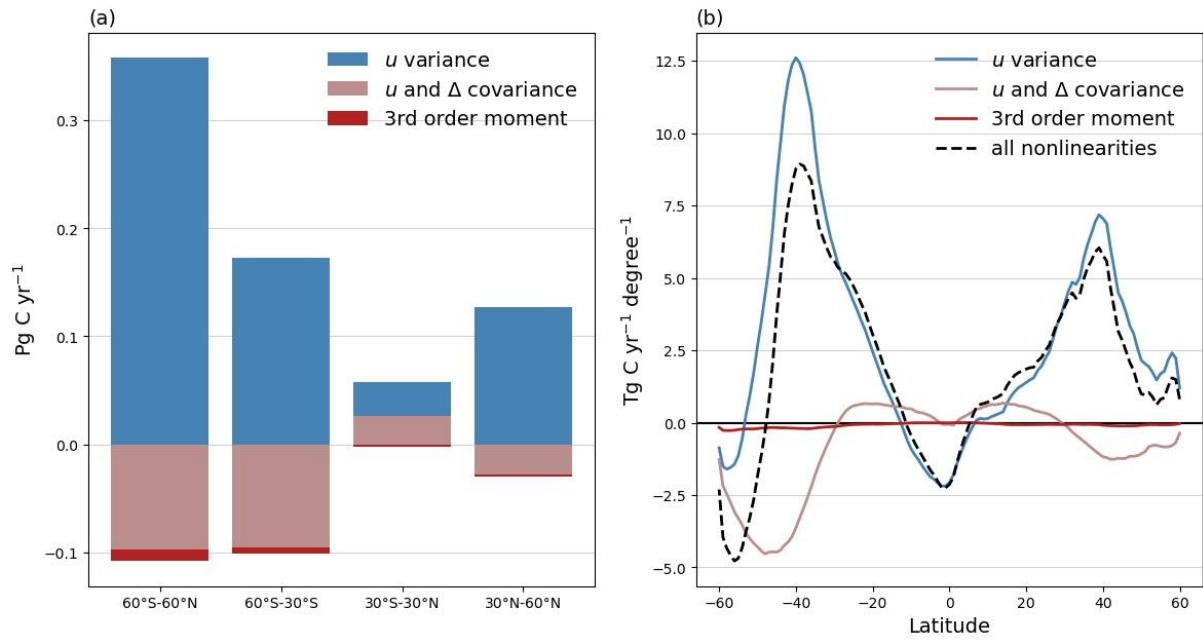 (a)
Pg C yr⁻¹
0.3
0.2
0.1
0.0
−0.1
u variance
u and Δ covariance
3rd order moment
60°S-60°N
60°S-30°S
30°S-30°N
30°N-60°N
(b)
Tg C yr⁻¹ degree⁻¹
12.5
10.0
7.5
5.0
2.5
0.0
−2.5
−5.0
u variance
u and Δ covariance
3rd order moment
all nonlinearities
−60
−40
−20
0
20
40
60
Latitude